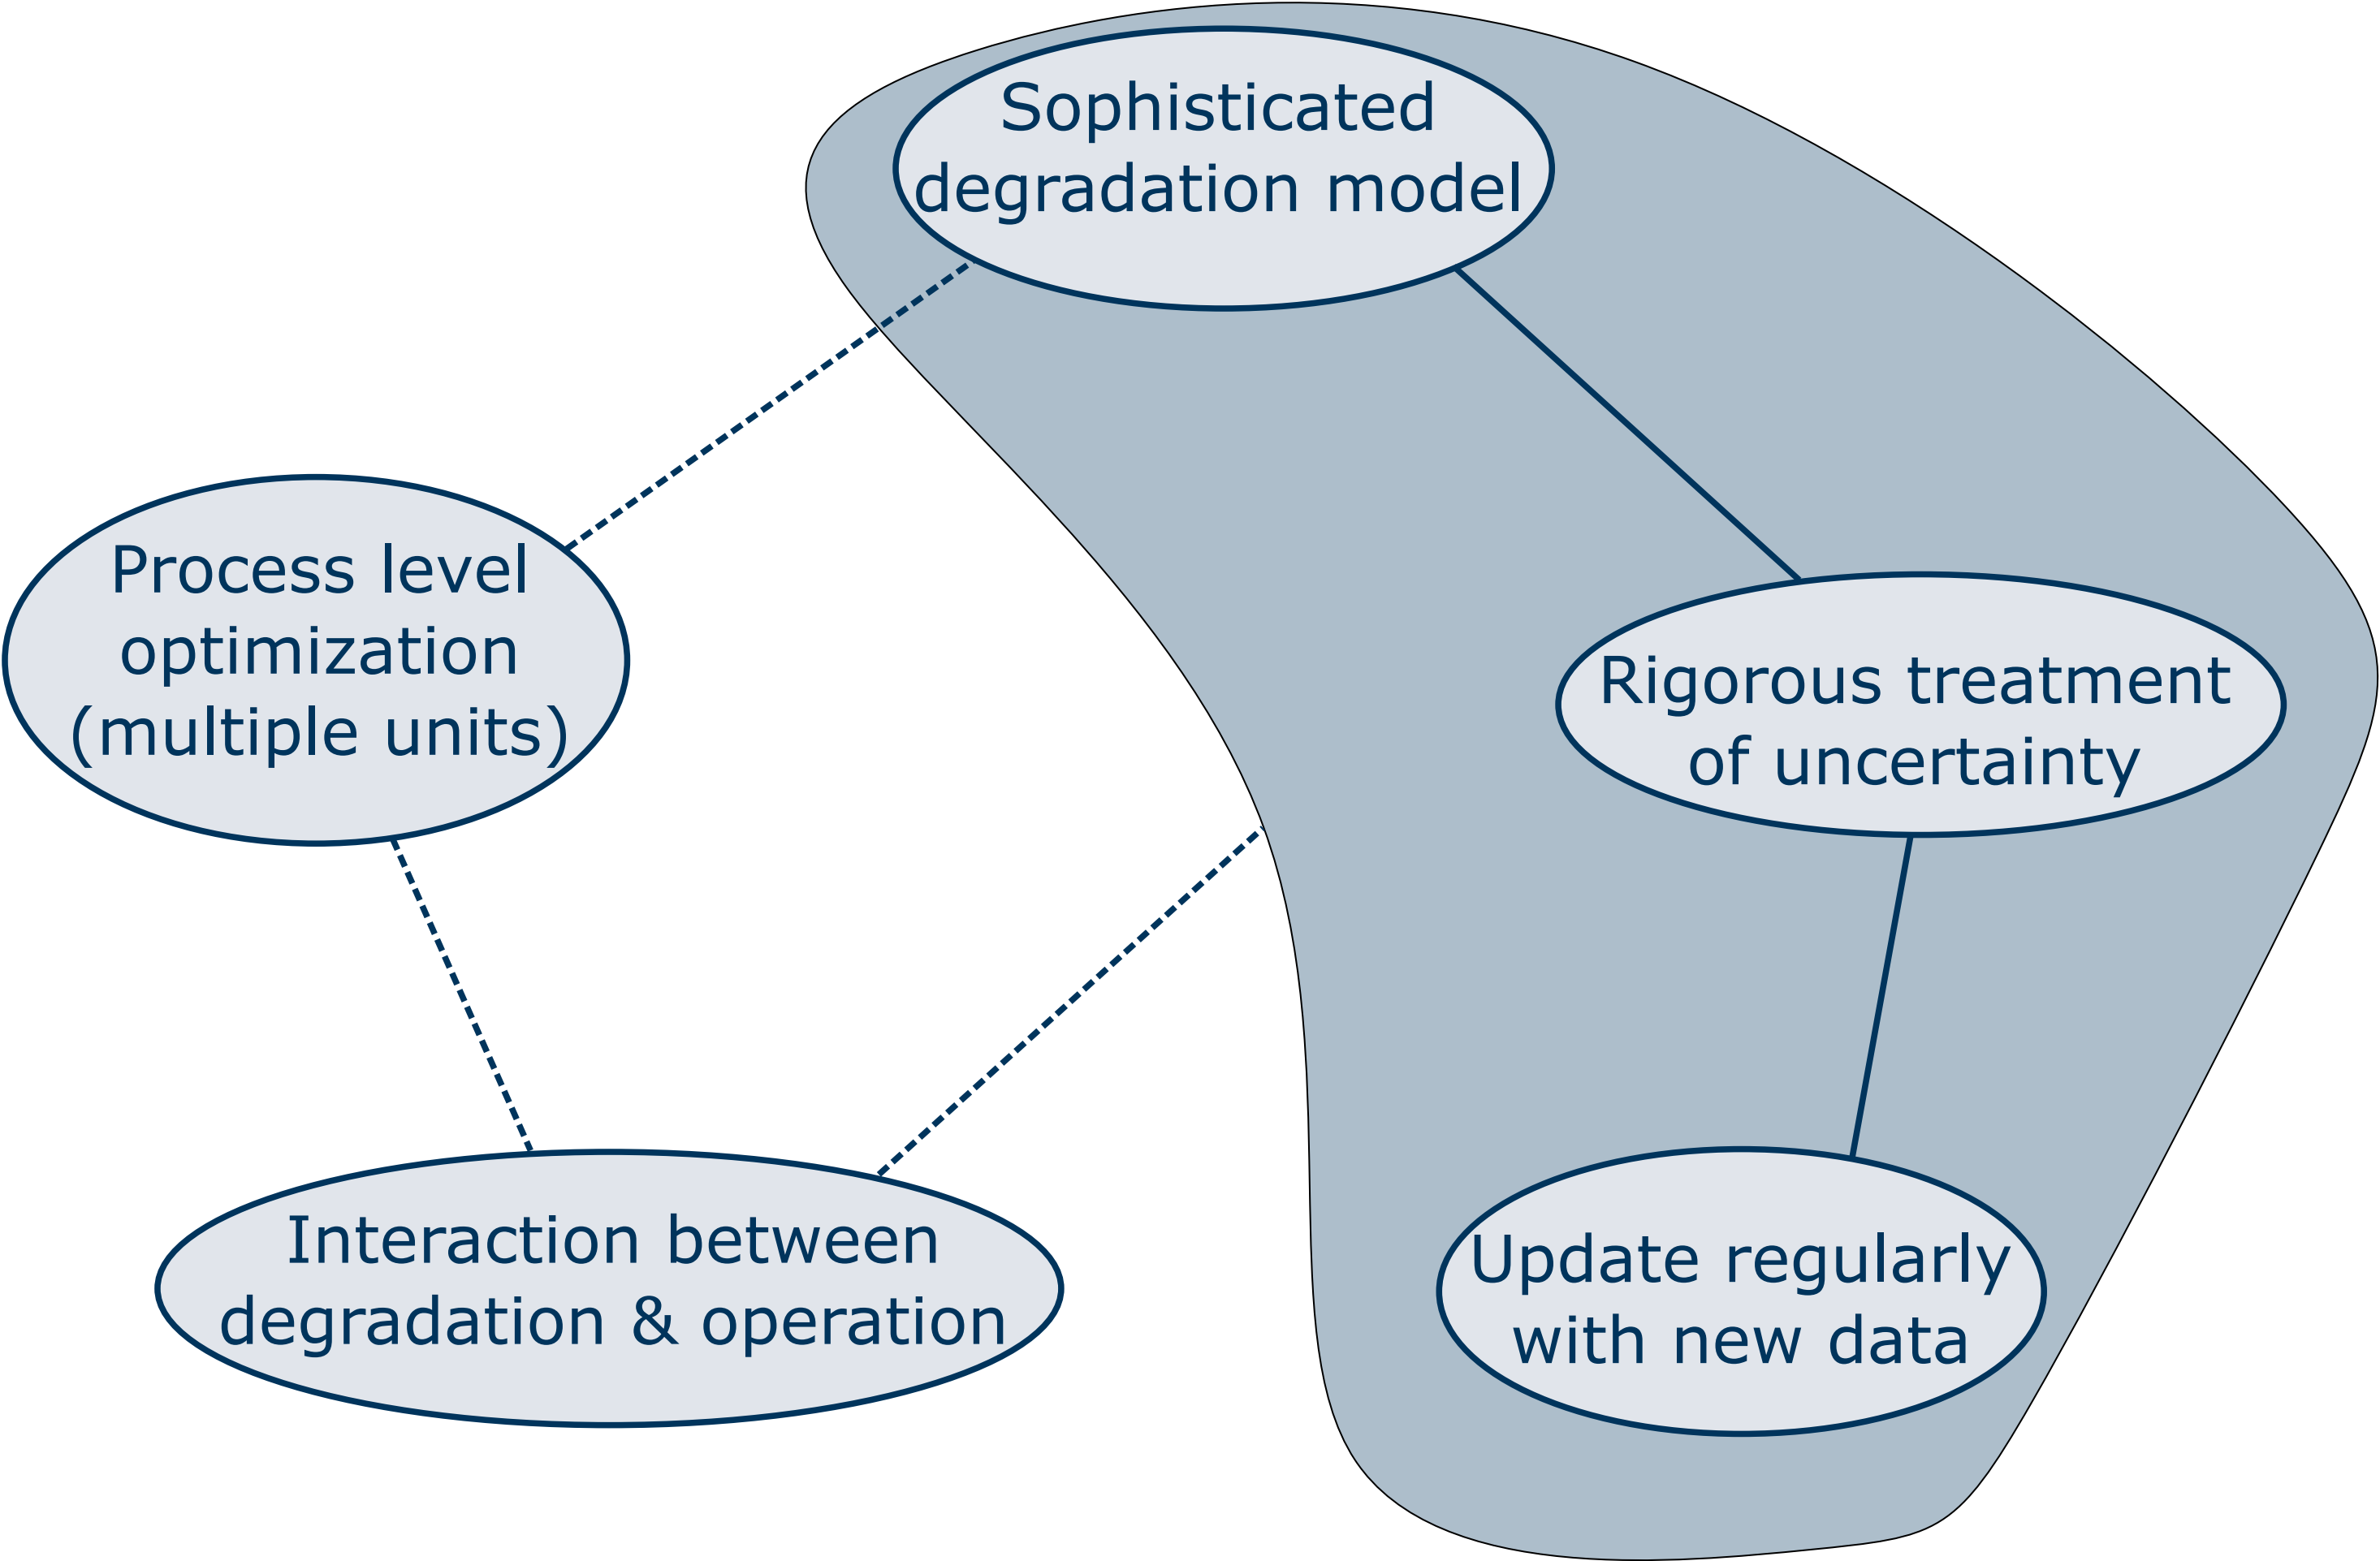 Sophisticated
degradation model
Process level
optimization
(multiple units)
Rigorous treatment
of uncertainty
Interaction between
degradation & operation
Update regularly
with new data